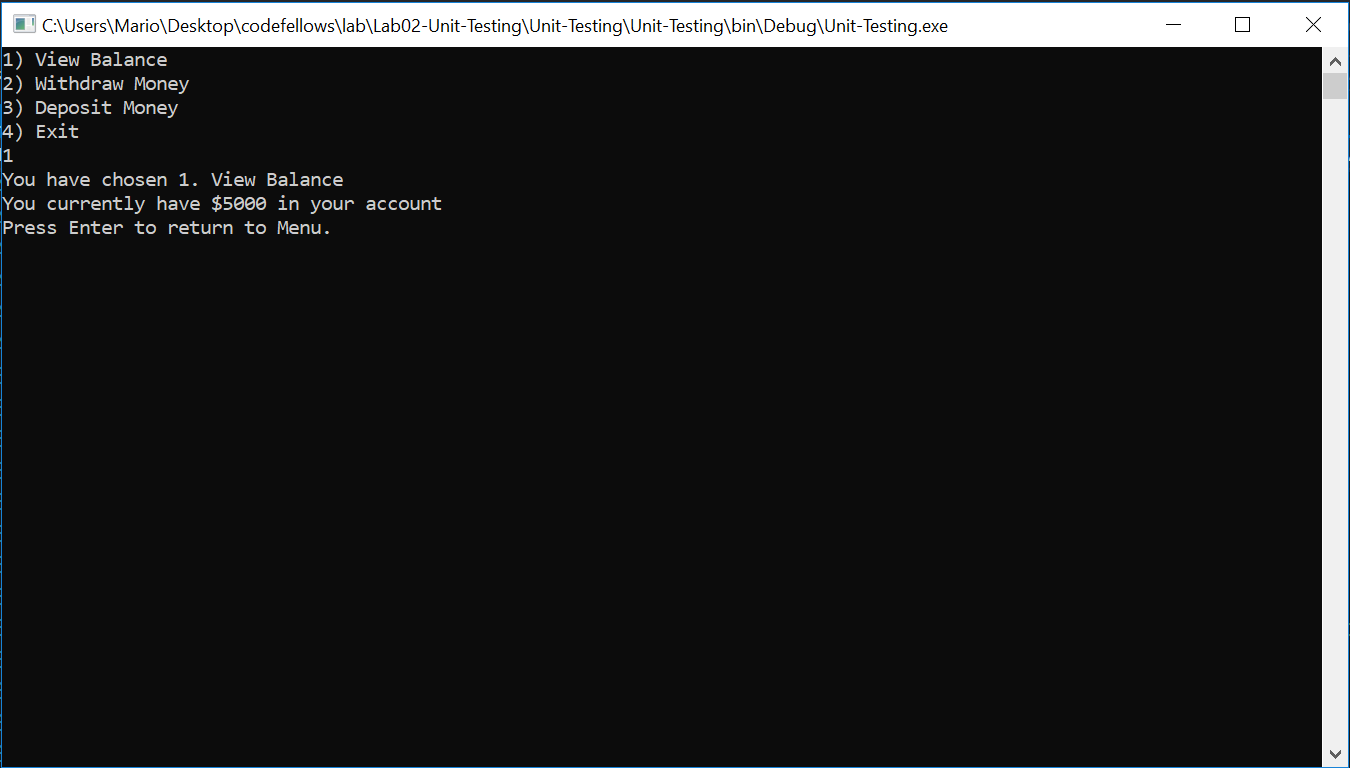 C:\Users\Mario\Desktop\codefellows\lab\Lab02-Unit-Testing\Unit-Testing\Unit-Testing\bin\Debug\Unit-Testing.exe
1) View Balance
2) Withdraw Money
3) Deposit Money
4) Exit
1
You have chosen 1. View Balance
You currently have $5000 in your account
Press Enter to return to Menu.